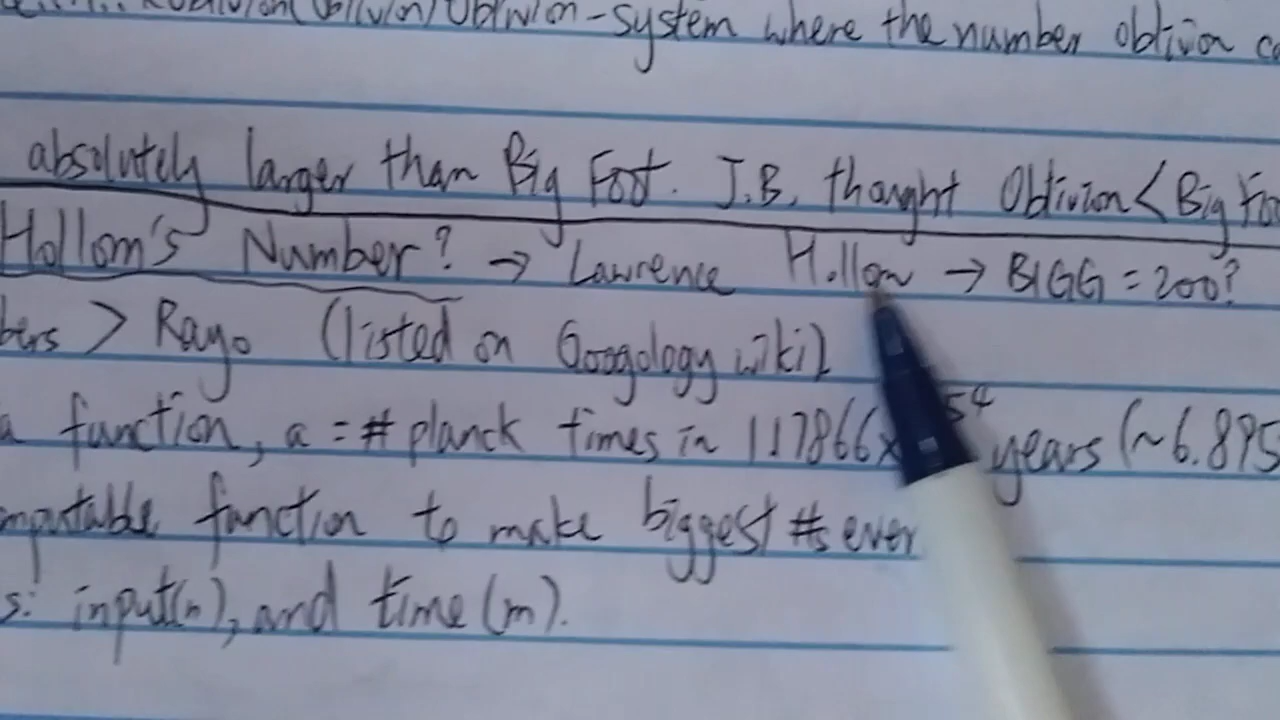 -system where the number oblivion
absolutely larger than Big Foot. J.B. thought Oblivion < Big
Hollom's Number? → Lawrence Hollom → BIGG = 200?
> Rayo (listed on Googology wiki)
function, a = # planck times in years (~6.895
function to make biggest #s ever
s: input(n), and time (m).